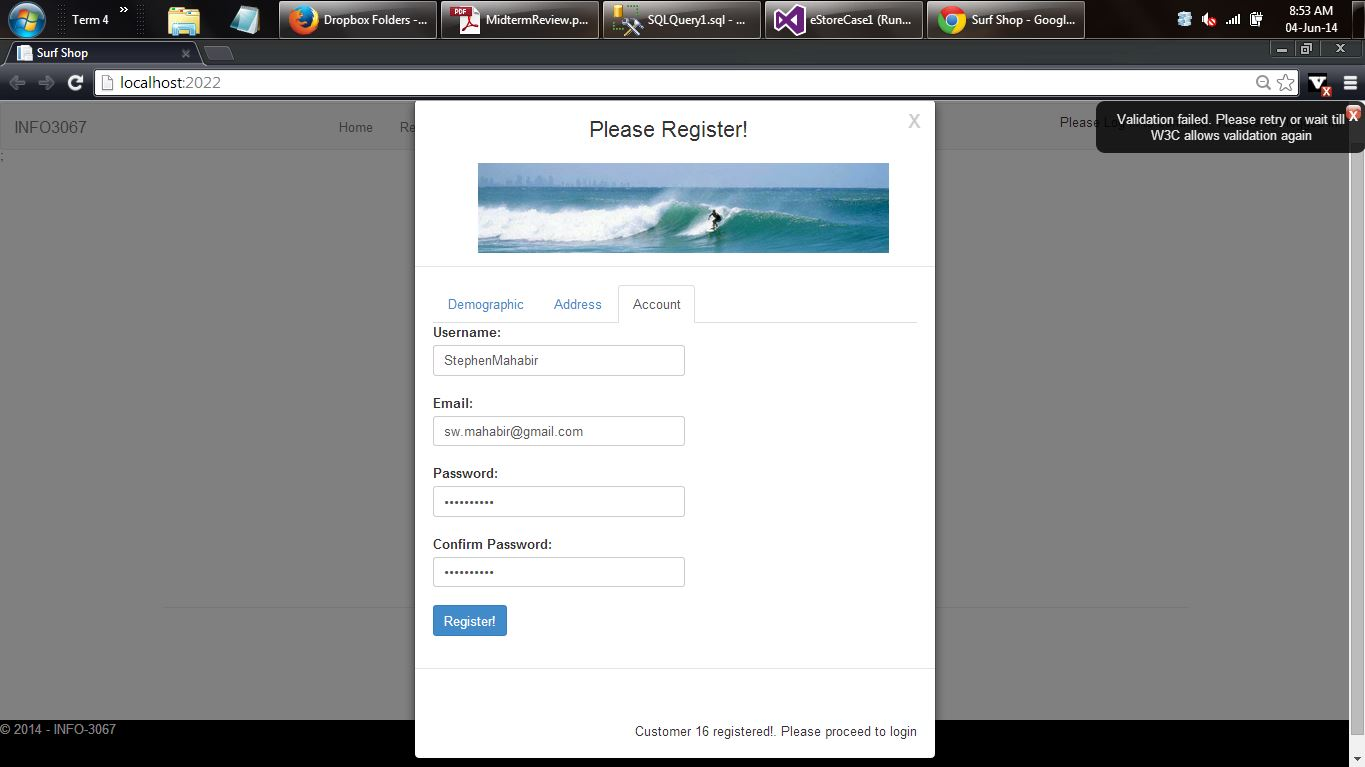 Term 4
»
Dropbox Folders -...
MidtermReview.p...
SQLQuery1.sql - ...
eStoreCase1 (Run...
Surf Shop - Googl...
8:53 AM
04-Jun-14
Surf Shop
localhost:2022
INFO3067
Home
Re
Please Log
Validation failed. Please retry or wait till
W3C allows validation again
X
;
Please Register!
X
Demographic
Address
Account
Username:
StephenMahabir
Email:
sw.mahabir@gmail.com
Password:
••••••••••
Confirm Password:
••••••••••
Register!
Customer 16 registered!. Please proceed to login
© 2014 - INFO-3067